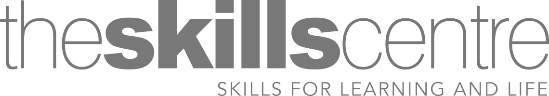 theskillscentre
SKILLS FOR LEARNING AND LIFE